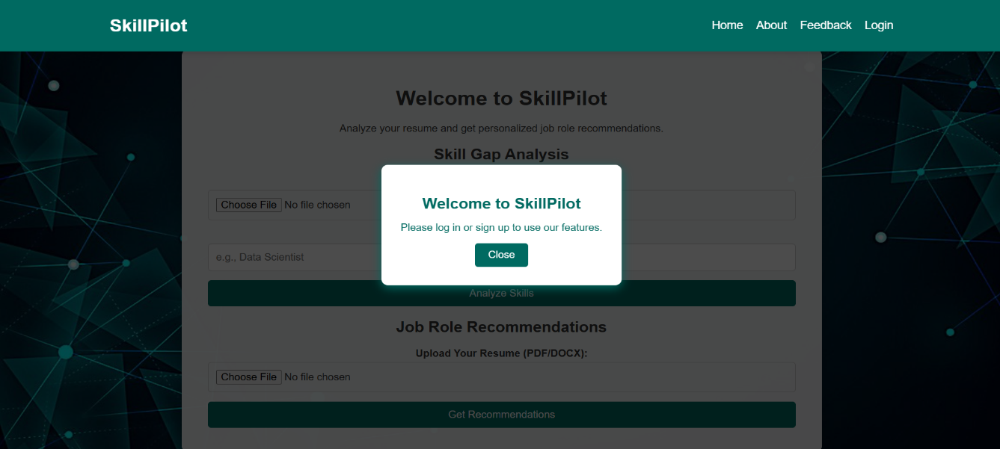 SkillPilot
Home About Feedback Login
Welcome to SkillPilot
Analyze your resume and get personalized job role recommendations.
Skill Gap Analysis
Choose File No file chosen
Welcome to SkillPilot
Please log in or sign up to use our features.
Close
e.g., Data Scientist
Analyze Skills
Job Role Recommendations
Upload Your Resume (PDF/DOCX):
Choose File No file chosen
Get Recommendations